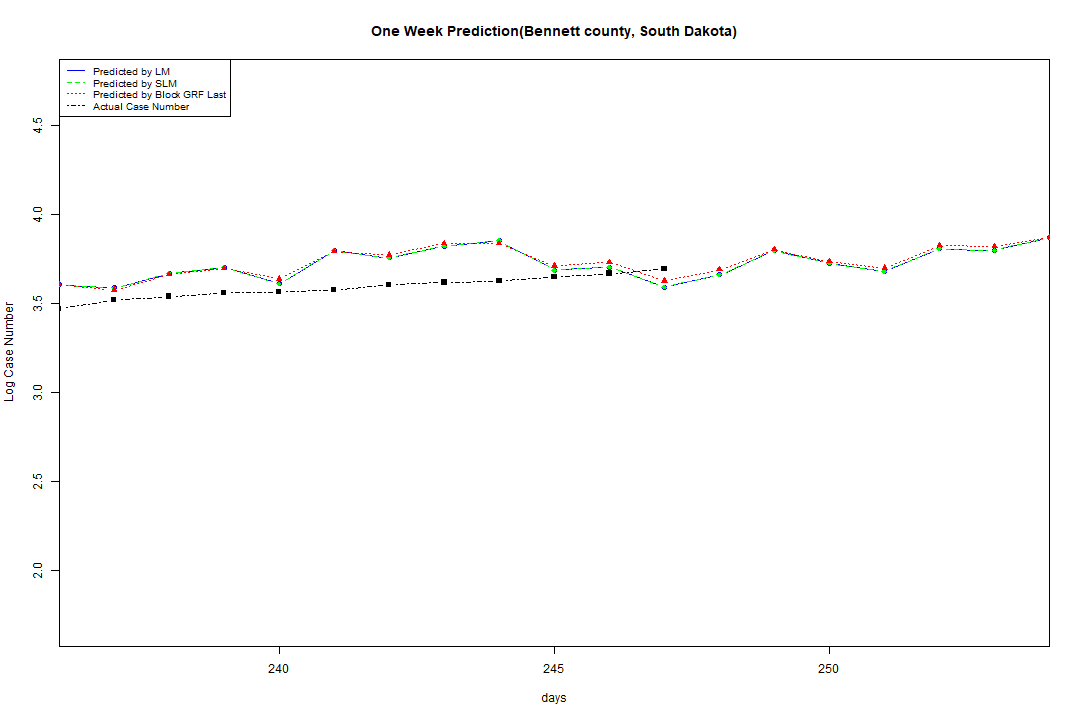 One Week Prediction(Bennett county, South Dakota)
Predicted by LM
Predicted by SLM
Predicted by Block GRF Last
Actual Case Number
4.5
4.0
3.5
3.0
2.5
2.0
Log Case Number
240 245 250
days